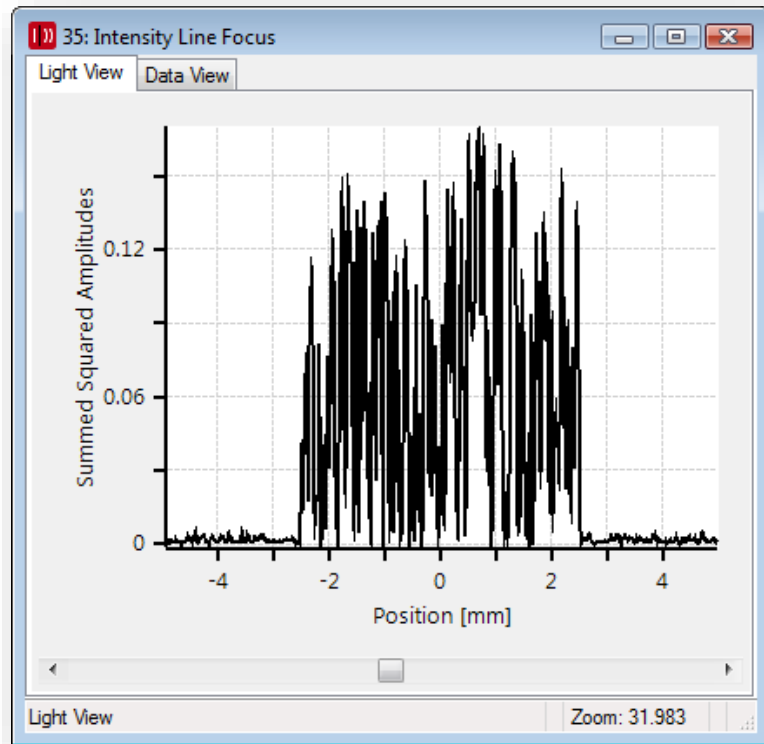 35: Intensity Line Focus
Light View Data View
Summed Squared Amplitudes
0.12
0.06
0
-4 -2 0 2 4
Position [mm]
Light View Zoom: 31.983